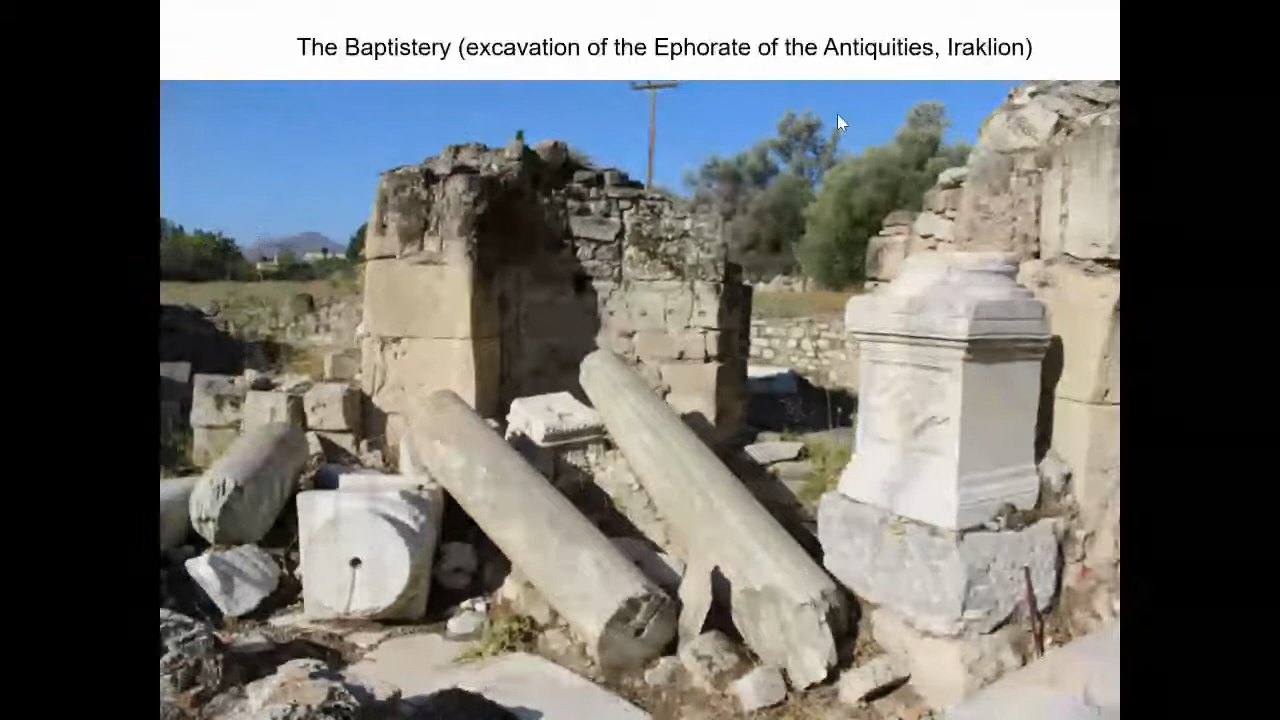 The Baptistery (excavation of the Ephorate of the Antiquities, Iraklion)